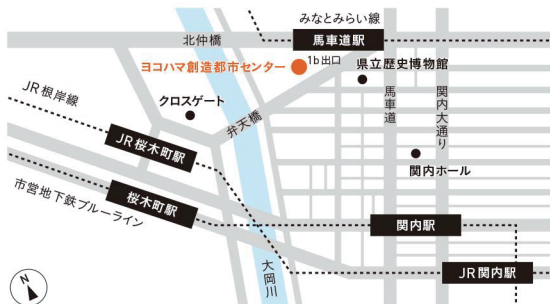 みなとみらい線
北仲橋
馬車道駅
ヨコハマ創造都市センター
1b出口
県立歴史博物館
JR根岸線
クロスゲート
弁天橋
馬車道
関内大通り
JR桜木町駅
関内ホール
桜木町駅
市営地下鉄ブルーライン
関内駅
大岡川
JR関内駅
N